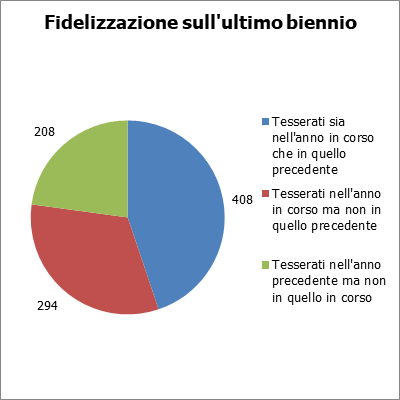 Fidelizzazione sull'ultimo biennio
208
408
294
Tesserati sia
nell'anno in corso
che in quello
precedente
Tesserati nell'anno
in corso ma non in
quello precedente
Tesserati nell'anno
precedente ma non
in quello in corso